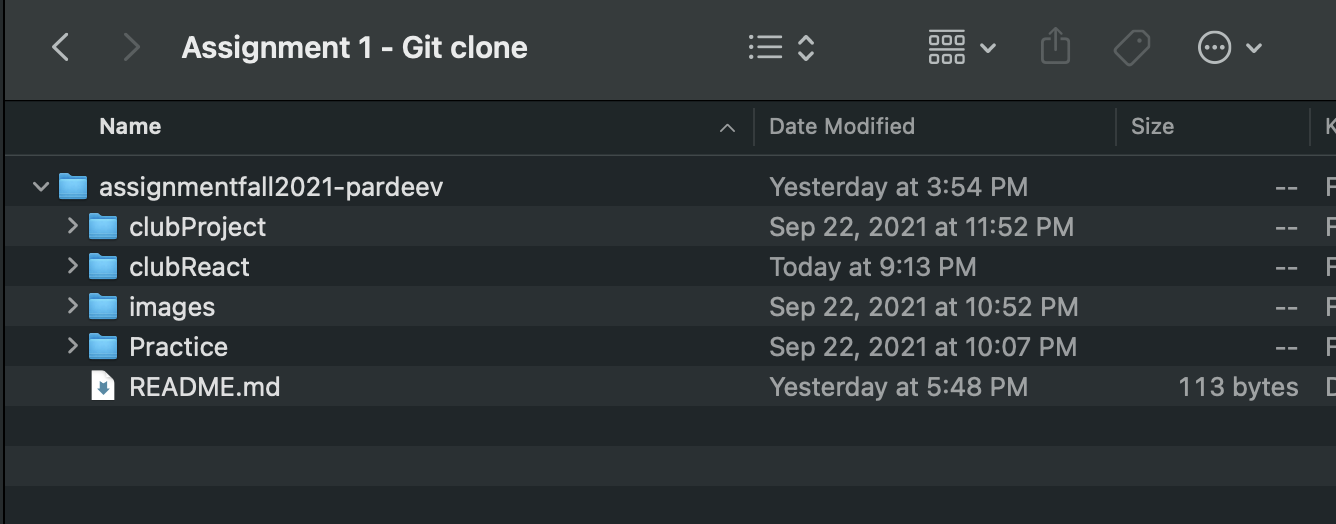 Assignment 1 - Git clone
Name Date Modified Size K
assignmentfall2021-pardeev Yesterday at 3:54 PM -- F
clubProject Sep 22, 2021 at 11:52 PM -- F
clubReact Today at 9:13 PM -- F
images Sep 22, 2021 at 10:52 PM -- F
Practice Sep 22, 2021 at 10:07 PM -- F
README.md Yesterday at 5:48 PM 113 bytes D